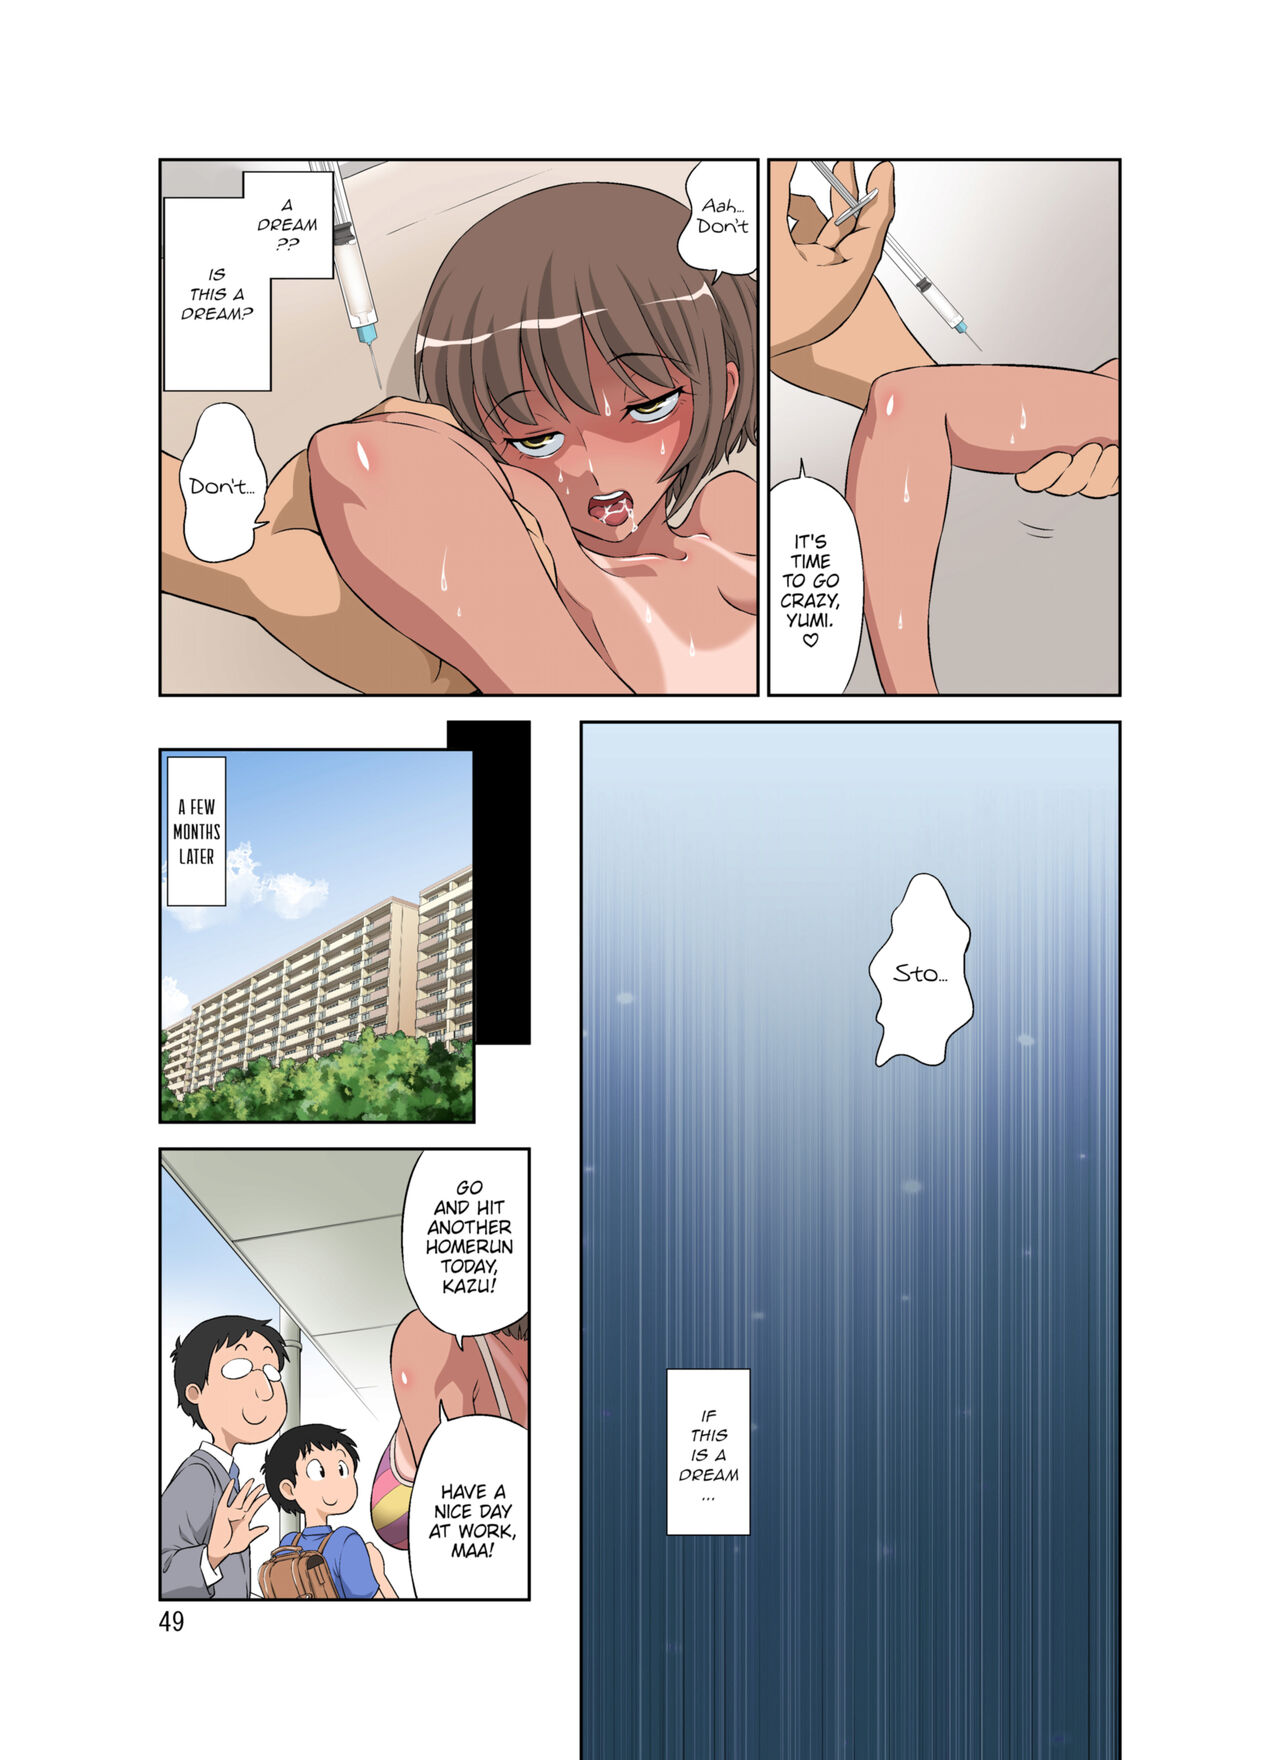 IT'S
TIME
TO GO
CRAZY,
YUMI.
♡
Aah...
Don't
A
DREAM
??
IS
THIS A
DREAM?
Don't...
Sto...
IF
THIS
IS A
DREAM
...
A FEW
MONTHS
LATER
GO
AND HIT
ANOTHER
HOMERUN
TODAY,
KAZU!
HAVE A
NICE DAY
AT WORK,
MAA!
49